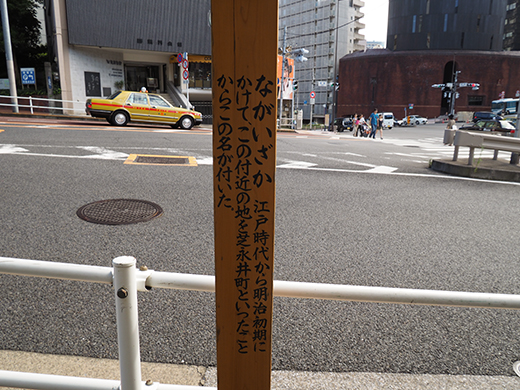 ながいざか 江戸時代から明治初期に
かけてこの付近の地を芝永井町といったこと
からこの名が付いた。